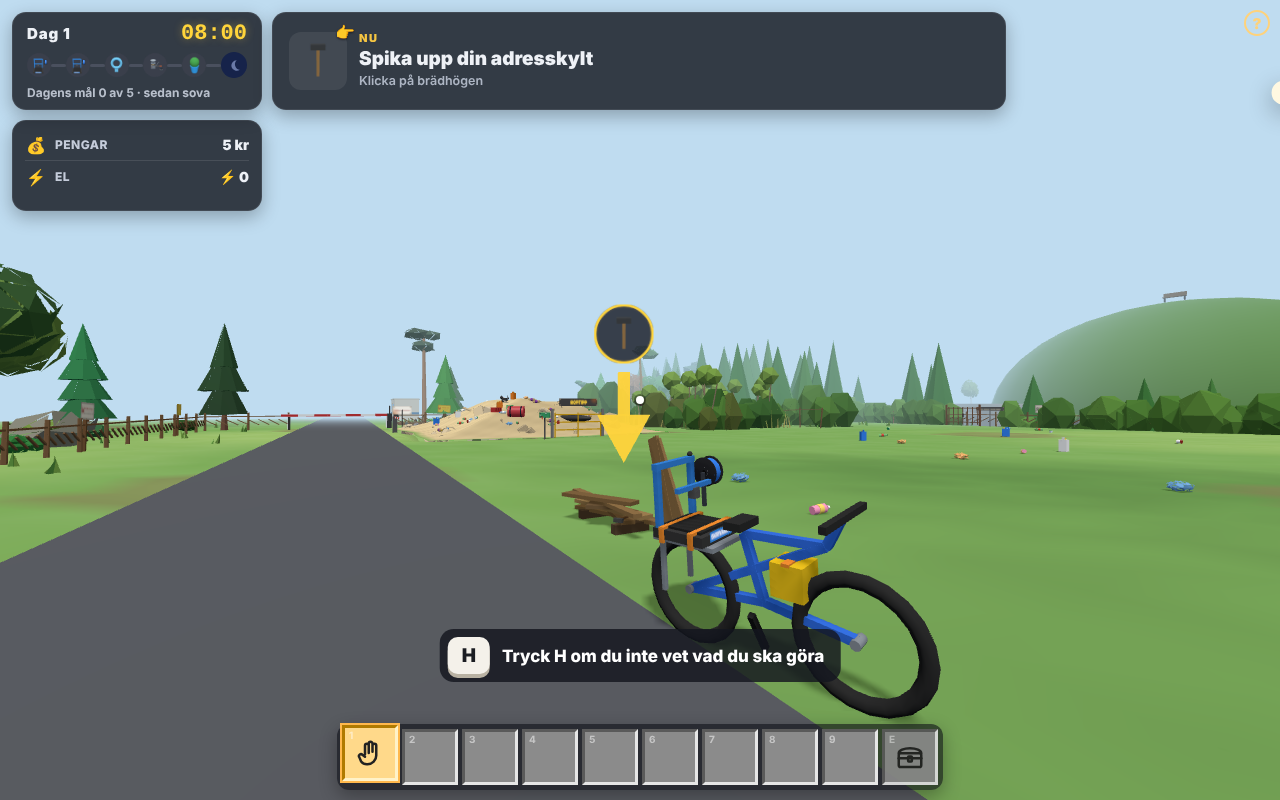 Dag 1
08:00
Dagens mål 0 av 5 · sedan sova
PENGAR
5 kr
EL
0
NU
Spika upp din adresskylt
Klicka på brädhögen
H
Tryck H om du inte vet vad du ska göra
1
2
3
4
5
6
7
8
9
E